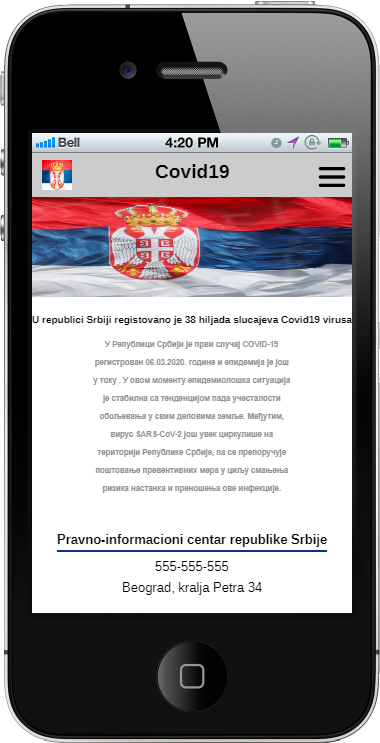 Bell
4:20 PM
Covid19
U republici Srbiji registovano je 38 hiljada slucajeva Covid19 virusa
У Републици Србији је први случај COVID-19
регистрован 06.03.2020. године и епидемија је још
у току . У овом моменту епидемиолошка ситуација
је стабилна са тенденцијом пада учесталости
обољевања у свим деловима земље. Међутим,
вирус SARS-CoV-2 још увек циркулише на
територији Републике Србије, па се препоручује
поштовање превентивних мера у циљу смањења
ризика настанка и преношења ове инфекције.
Pravno-informacioni centar republike Srbije
555-555-555
Beograd, kralja Petra 34